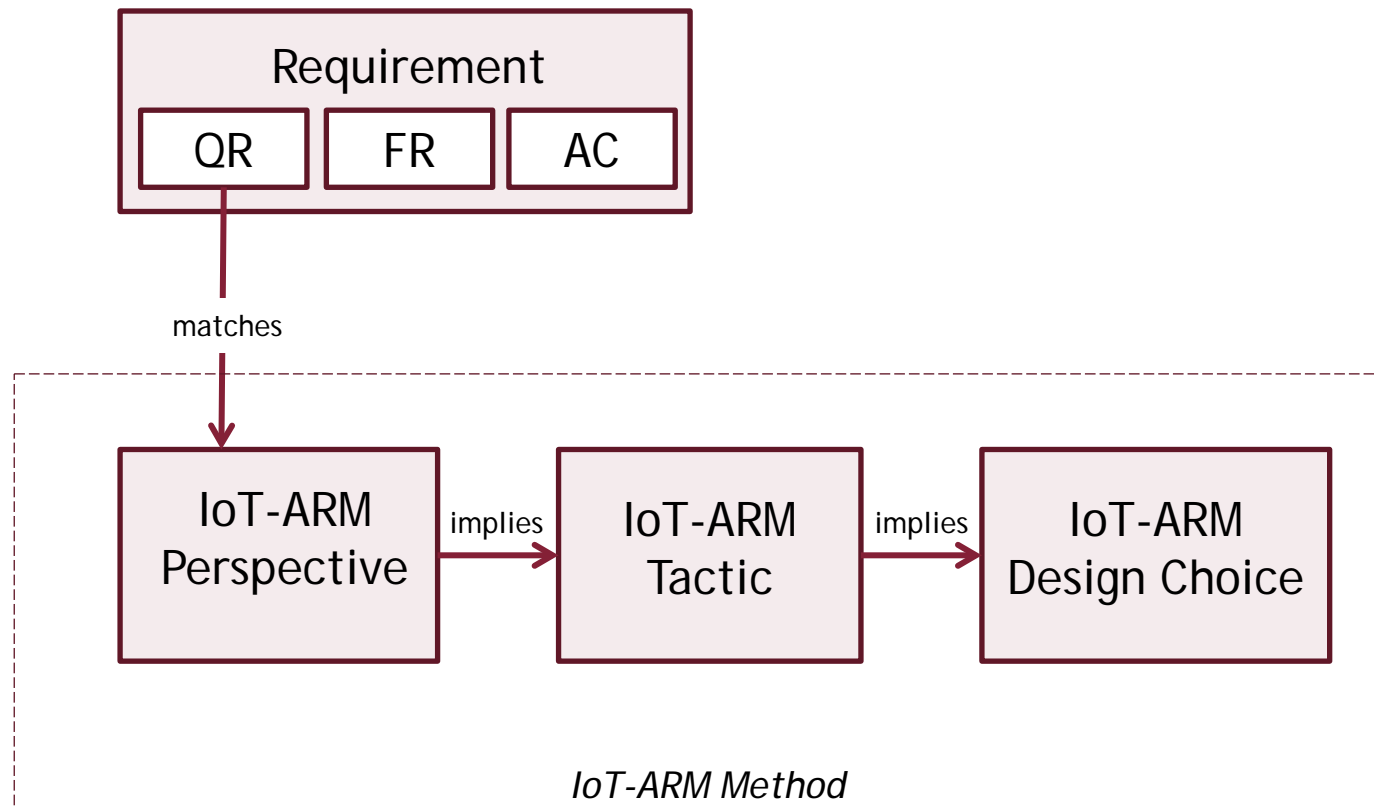 Requirement
QR
FR
AC
matches
IoT-ARM
Perspective
implies
IoT-ARM
Tactic
implies
IoT-ARM
Design Choice
IoT-ARM Method